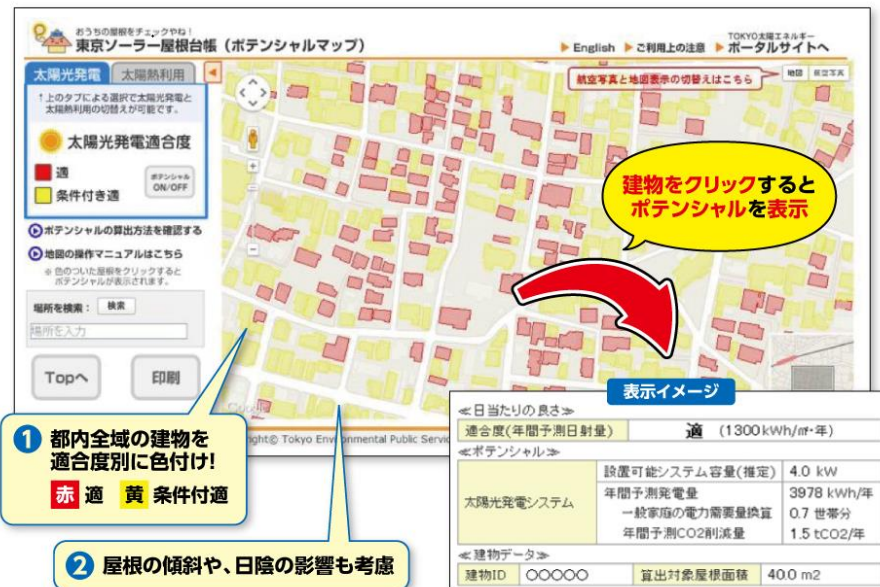 おうちの屋根をチェックやね!
東京ソーラー屋根台帳(ポテンシャルマップ)
English
ご利用上の注意
TOKYO太陽エネルギー
ポータルサイトへ
太陽光発電
太陽熱利用
↑上のタブによる選択で太陽光発電と
太陽熱利用の切替えが可能です。
太陽光発電適合度
適
条件付き適
ポテンシャル
ON/OFF
ポテンシャルの算出方法を確認する
地図の操作マニュアルはこちら
※ 色のついた屋根をクリックすると
ポテンシャルが表示されます。
場所を検索:
検索
場所を入力
Topへ
印刷
航空写真と地図表示の切替えはこちら
地図
航空写真
建物をクリックすると
ポテンシャルを表示
Google
ght© Tokyo Environmental Public Servic
1 都内全域の建物を
適合度別に色付け!
赤 適 黄 条件付適
2 屋根の傾斜や、日陰の影響も考慮
表示イメージ
≪日当たりの良さ≫
適合度(年間予測日射量) 適 (1300kWh/㎡・年)
≪ポテンシャル≫
太陽光発電システム
設置可能システム容量(推定) 4.0 kW
年間予測発電量 3978 kWh/年
一般家庭の電力需要量換算 0.7 世帯分
年間予測CO2削減量 1.5 tCO2/年
≪建物データ≫
建物ID ○○○○○ 算出対象屋根面積 40.0 m2